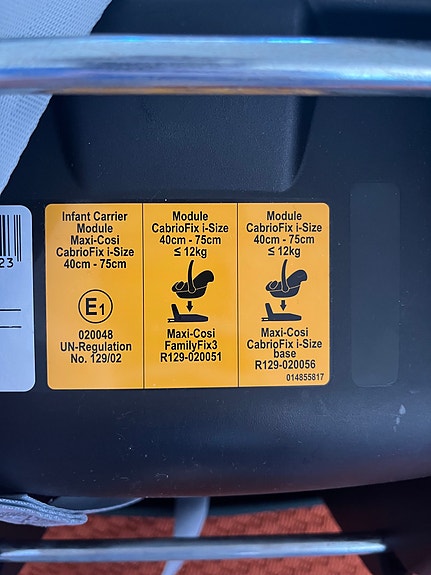 23
Infant Carrier
Module
Maxi-Cosi
CabrioFix i-Size
40cm - 75cm
E1
020048
UN-Regulation
No. 129/02
Module
CabrioFix i-Size
40cm - 75cm
≤ 12kg
Maxi-Cosi
FamilyFix3
R129-020051
Module
CabrioFix i-Size
40cm - 75cm
≤ 12kg
Maxi-Cosi
CabrioFix i-Size
base
R129-020056
014855817